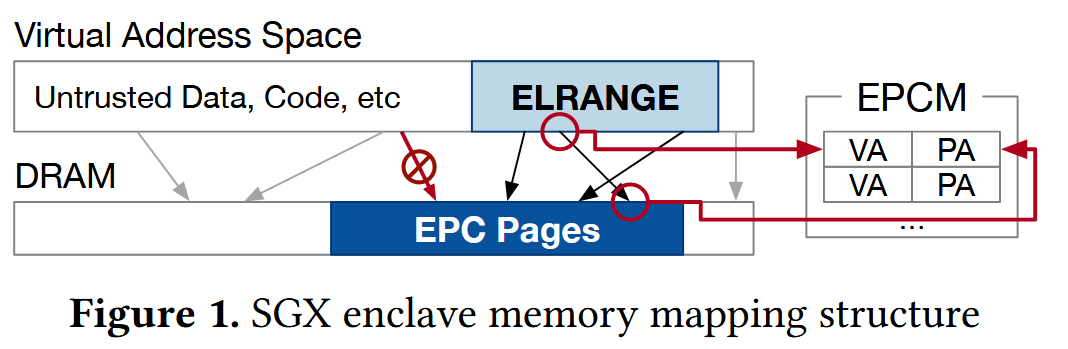 Virtual Address Space
Untrusted Data, Code, etc
ELRANGE
EPCM
VA PA
VA PA
...
DRAM
EPC Pages
Figure 1. SGX enclave memory mapping structure